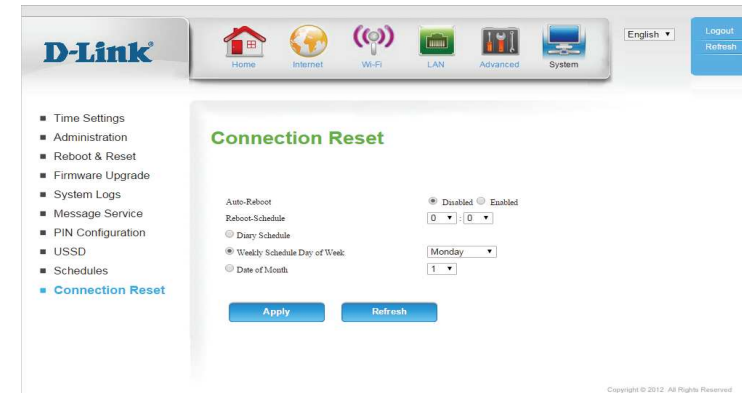 D-Link
Home
Internet
Wi-Fi
LAN
Advanced
System
English
Logout
Refresh
Time Settings
Administration
Reboot & Reset
Firmware Upgrade
System Logs
Message Service
PIN Configuration
USSD
Schedules
Connection Reset
Connection Reset
Auto-Reboot Disabled Enabled
Reboot-Schedule 0 : 0
Diary Schedule
Weekly Schedule Day of Week Monday
Date of Month 1
Apply Refresh
Copyright © 2012 All Rights Reserved